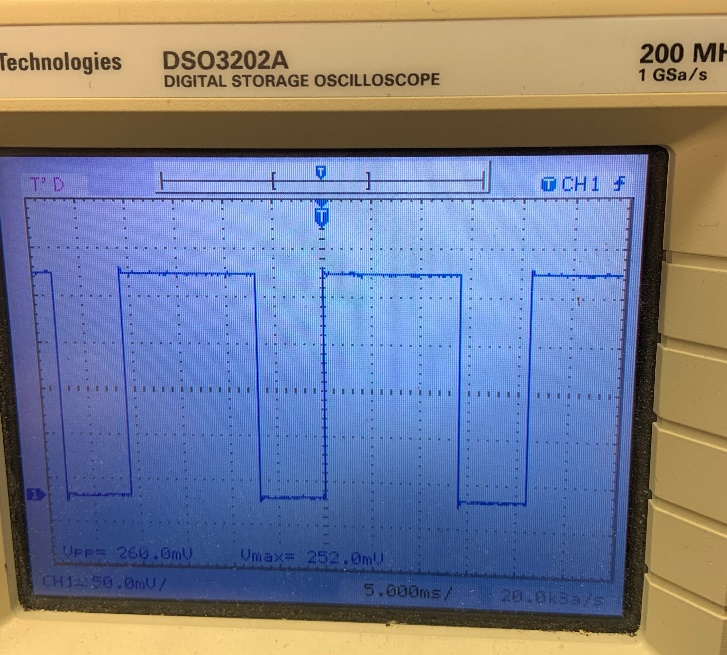 Technologies DSO3202A 200 MH
DIGITAL STORAGE OSCILLOSCOPE 1 GSa/s
T'D T CH1
T
T
1
Vpp= 260.0mV Vmax= 252.0mV
CH1 50.0mV/ 5.000ms/ 20.0kSa/s